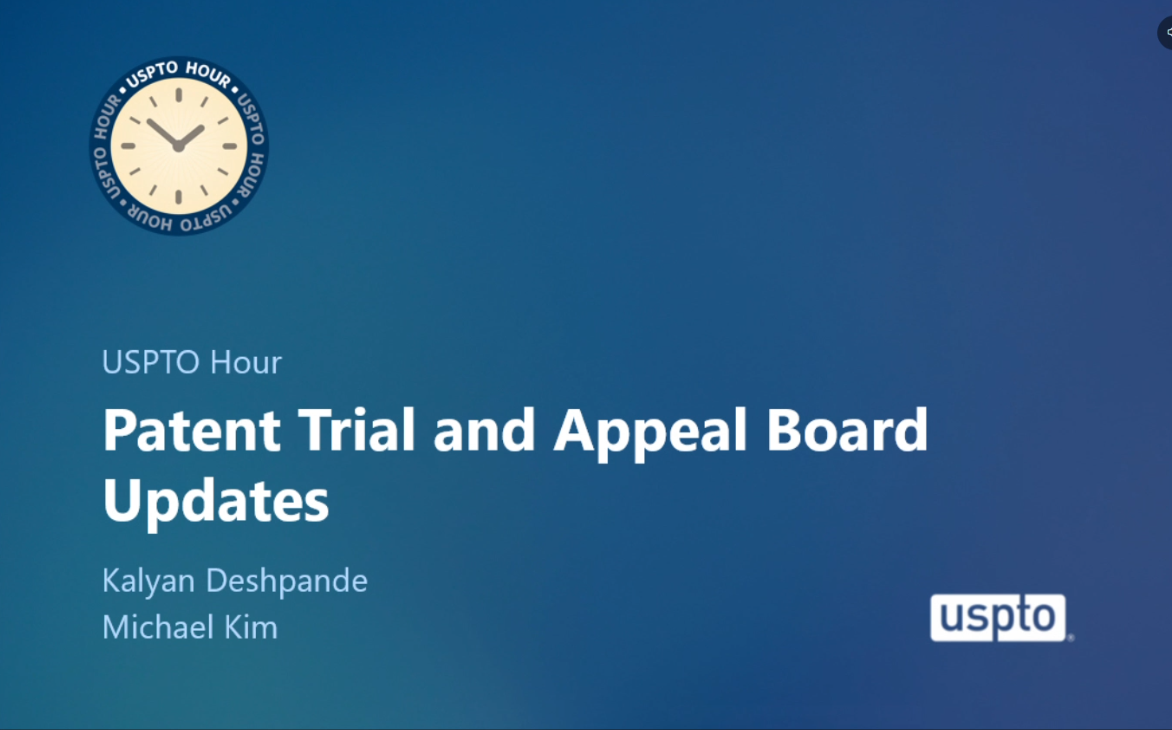 USPTO HOUR • USPTO HOUR • USPTO HOUR • USPTO HOUR •
USPTO Hour
Patent Trial and Appeal Board
Updates
Kalyan Deshpande
Michael Kim
uspto®